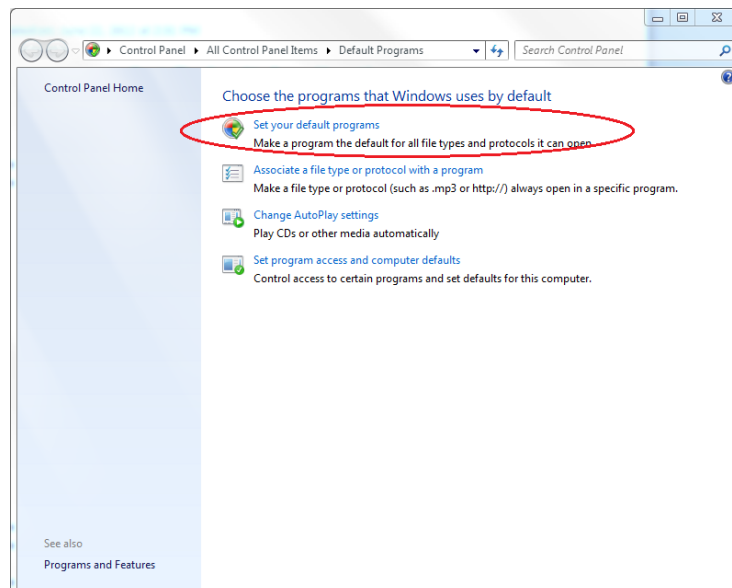 Control Panel All Control Panel Items Default Programs Search Control Panel
Control Panel Home
Choose the programs that Windows uses by default
Set your default programs
Make a program the default for all file types and protocols it can open.
Associate a file type or protocol with a program
Make a file type or protocol (such as .mp3 or http://) always open in a specific program.
Change AutoPlay settings
Play CDs or other media automatically
Set program access and computer defaults
Control access to certain programs and set defaults for this computer.
See also
Programs and Features